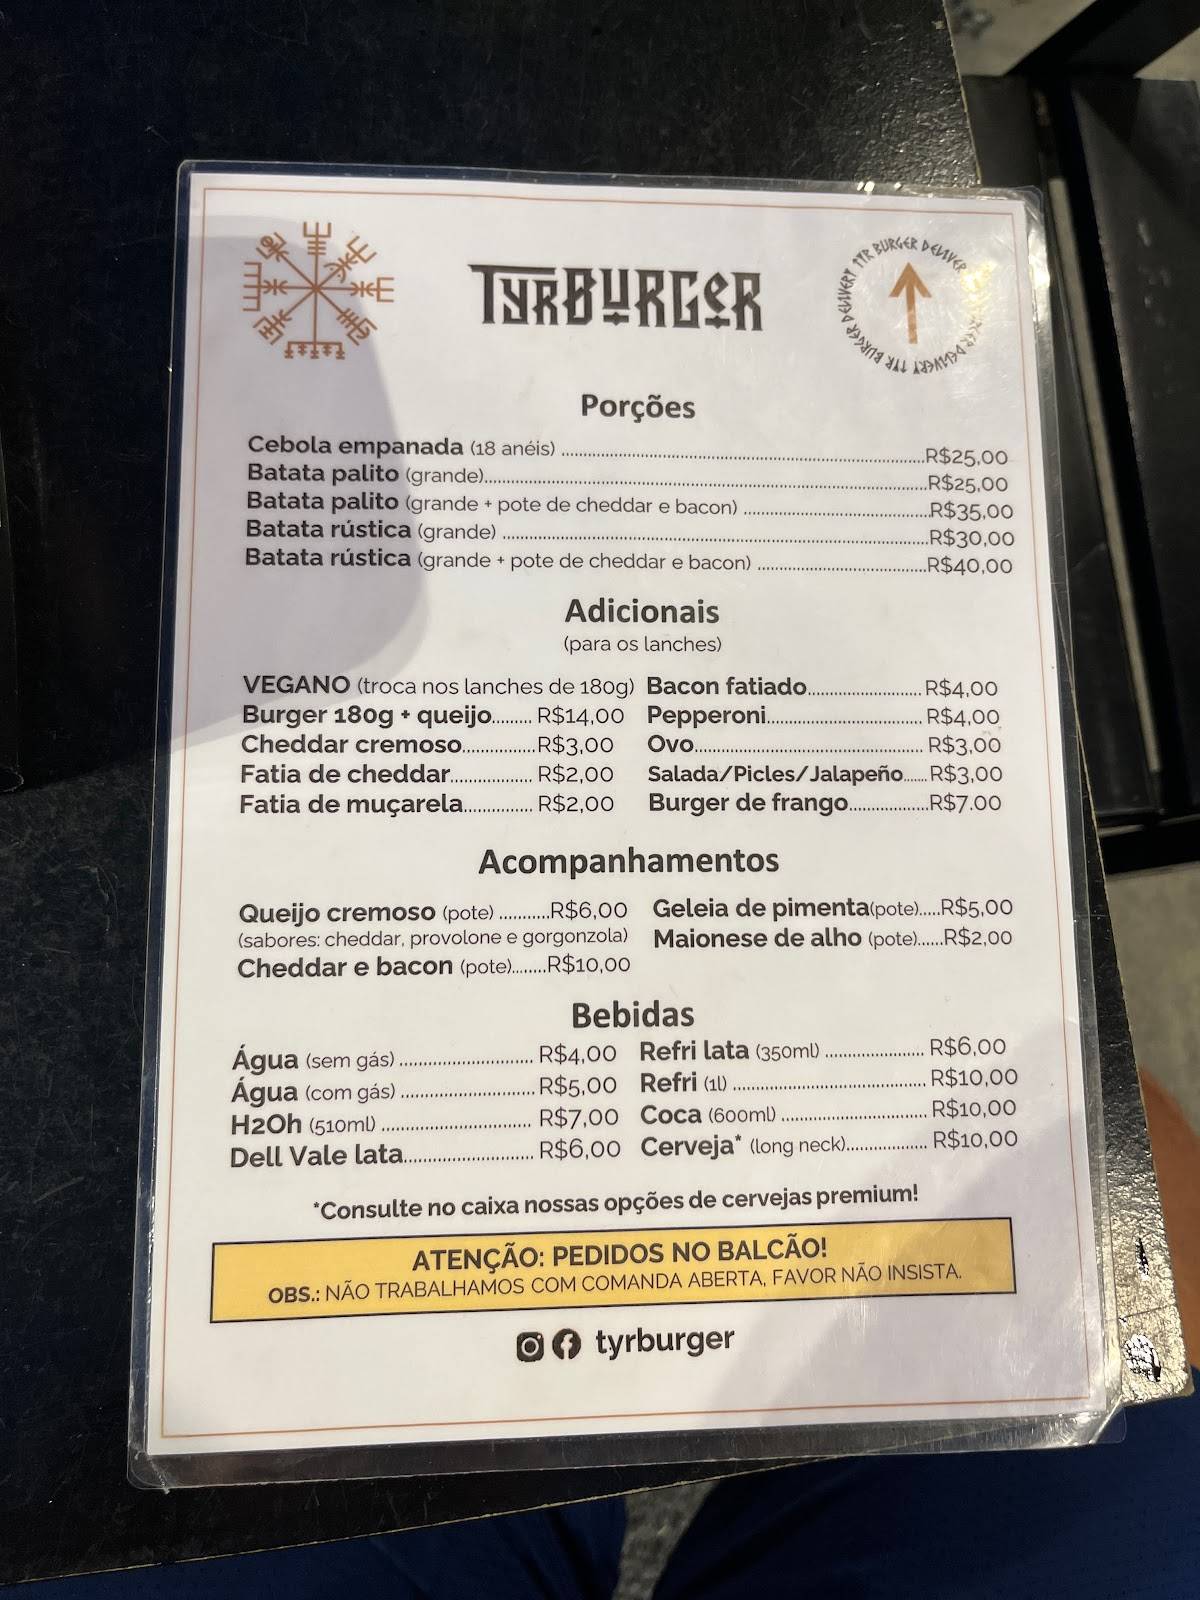 TYRBURGER
TYR BURGER DELIVERY TYR BURGER DELIVERY TYR BURGER DELIVERY
Porções
Cebola empanada (18 anéis) ........ R$25,00
Batata palito (grande)........ R$25,00
Batata palito (grande + pote de cheddar e bacon) ........ R$35,00
Batata rústica (grande) ........ R$30,00
Batata rústica (grande + pote de cheddar e bacon) ........ R$40,00
Adicionais
(para os lanches)
VEGANO (troca nos lanches de 180g)
Burger 180g + queijo........ R$14,00
Cheddar cremoso........ R$3,00
Fatia de cheddar........ R$2,00
Fatia de muçarela........ R$2,00
Bacon fatiado........ R$4,00
Pepperoni........ R$4,00
Ovo........ R$3,00
Salada/Picles/Jalapeño...... R$3,00
Burger de frango........ R$7.00
Acompanhamentos
Queijo cremoso (pote) ........ R$6,00
(sabores: cheddar, provolone e gorgonzola)
Cheddar e bacon (pote)........ R$10,00
Geleia de pimenta(pote)..... R$5,00
Maionese de alho (pote)...... R$2,00
Bebidas
Água (sem gás) ........ R$4,00
Água (com gás) ........ R$5,00
H2Oh (510ml) ........ R$7,00
Dell Vale lata........ R$6,00
Refri lata (350ml) ........ R$6,00
Refri (1l) ........ R$10,00
Coca (600ml) ........ R$10,00
Cerveja* (long neck)........ R$10,00
*Consulte no caixa nossas opções de cervejas premium!
ATENÇÃO: PEDIDOS NO BALCÃO!
OBS.: NÃO TRABALHAMOS COM COMANDA ABERTA, FAVOR NÃO INSISTA.
tyrburger